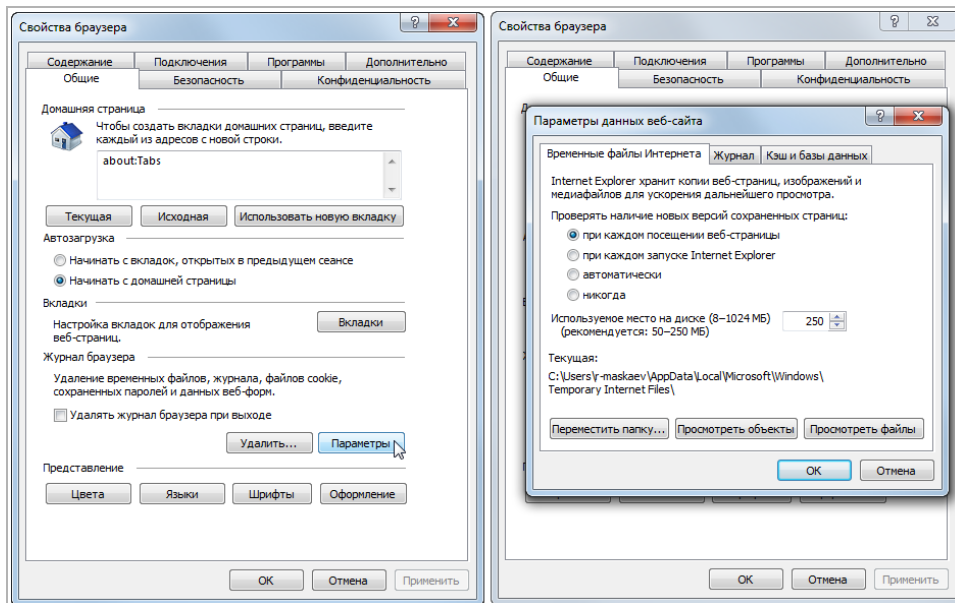 Свойства браузера
Содержание Подключения Программы Дополнительно
Общие Безопасность Конфиденциальность
Домашняя страница
Чтобы создать вкладки домашних страниц, введите
каждый из адресов с новой строки.
about:Tabs
Текущая Исходная Использовать новую вкладку
Автозагрузка
Начинать с вкладок, открытых в предыдущем сеансе
Начинать с домашней страницы
Вкладки
Настройка вкладок для отображения
веб-страниц.
Вкладки
Журнал браузера
Удаление временных файлов, журнала, файлов cookie,
сохраненных паролей и данных веб-форм.
Удалять журнал браузера при выходе
Удалить... Параметры
Представление
Цвета Языки Шрифты Оформление
ОК Отмена Применить
Свойства браузера
Содержание Подключения Программы Дополнительно
Общие Безопасность Конфиденциальность
Параметры данных веб-сайта
Временные файлы Интернета Журнал Кэш и базы данных
Internet Explorer хранит копии веб-страниц, изображений и
медиафайлов для ускорения дальнейшего просмотра.
Проверять наличие новых версий сохраненных страниц:
при каждом посещении веб-страницы
при каждом запуске Internet Explorer
автоматически
никогда
Используемое место на диске (8–1024 МБ) 250
(рекомендуется: 50–250 МБ)
Текущая:
C:\Users\r-maskaev\AppData\Local\Microsoft\Windows\
Temporary Internet Files\
Переместить папку... Просмотреть объекты Просмотреть файлы
ОК Отмена
ОК Отмена Применить